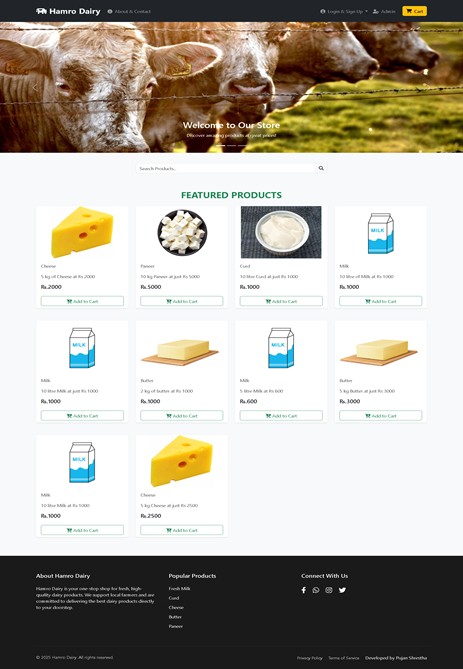 Hamro Dairy
About & Contact
Login & Sign Up
Admin
Cart
Welcome to Our Store
Discover amazing products at great prices!
Search Products...
FEATURED PRODUCTS
Cheese
5 kg of Cheese at Rs 2000
Rs.2000
Add to Cart
Paneer
10 kg Paneer at just Rs 5000
Rs.5000
Add to Cart
Curd
10 litre Curd at just Rs 1000
Rs.1000
Add to Cart
MILK
Milk
10 litre of Milk at Rs 1000
Rs.1000
Add to Cart
MILK
Milk
10 litre Milk at just Rs 1000
Rs.1000
Add to Cart
Butter
2 kg of butter at Rs 1000
Rs.1000
Add to Cart
MILK
Milk
5 litre Milk at Rs 600
Rs.600
Add to Cart
Butter
5 kg Butter at just Rs 3000
Rs.3000
Add to Cart
MILK
Milk
10 litre Milk at Rs 1000
Rs.1000
Add to Cart
Cheese
5 kg Cheese at just Rs 2500
Rs.2500
Add to Cart
About Hamro Dairy
Hamro Dairy is your one-stop shop for fresh, high-
quality dairy products. We support local farmers and are
committed to delivering the best dairy products directly
to your doorstep.
Popular Products
Fresh Milk
Curd
Cheese
Butter
Paneer
Connect With Us
© 2025 Hamro Dairy. All rights reserved.
Privacy Policy
Terms of Service
Developed by Pujan Shrestha